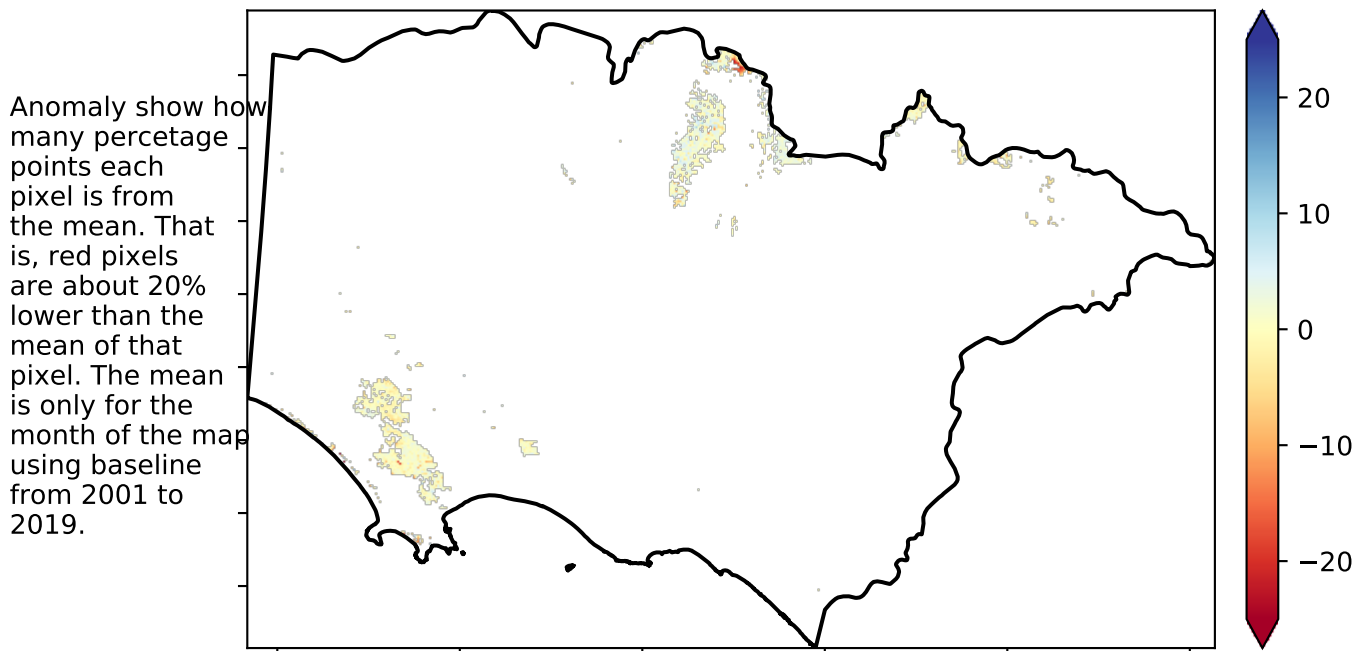 Anomaly show how
many percetage
points each
pixel is from
the mean. That
is, red pixels
are about 20%
lower than the
mean of that
pixel. The mean
is only for the
month of the map
using baseline
from 2001 to
2019.
20
10
0
−10
−20